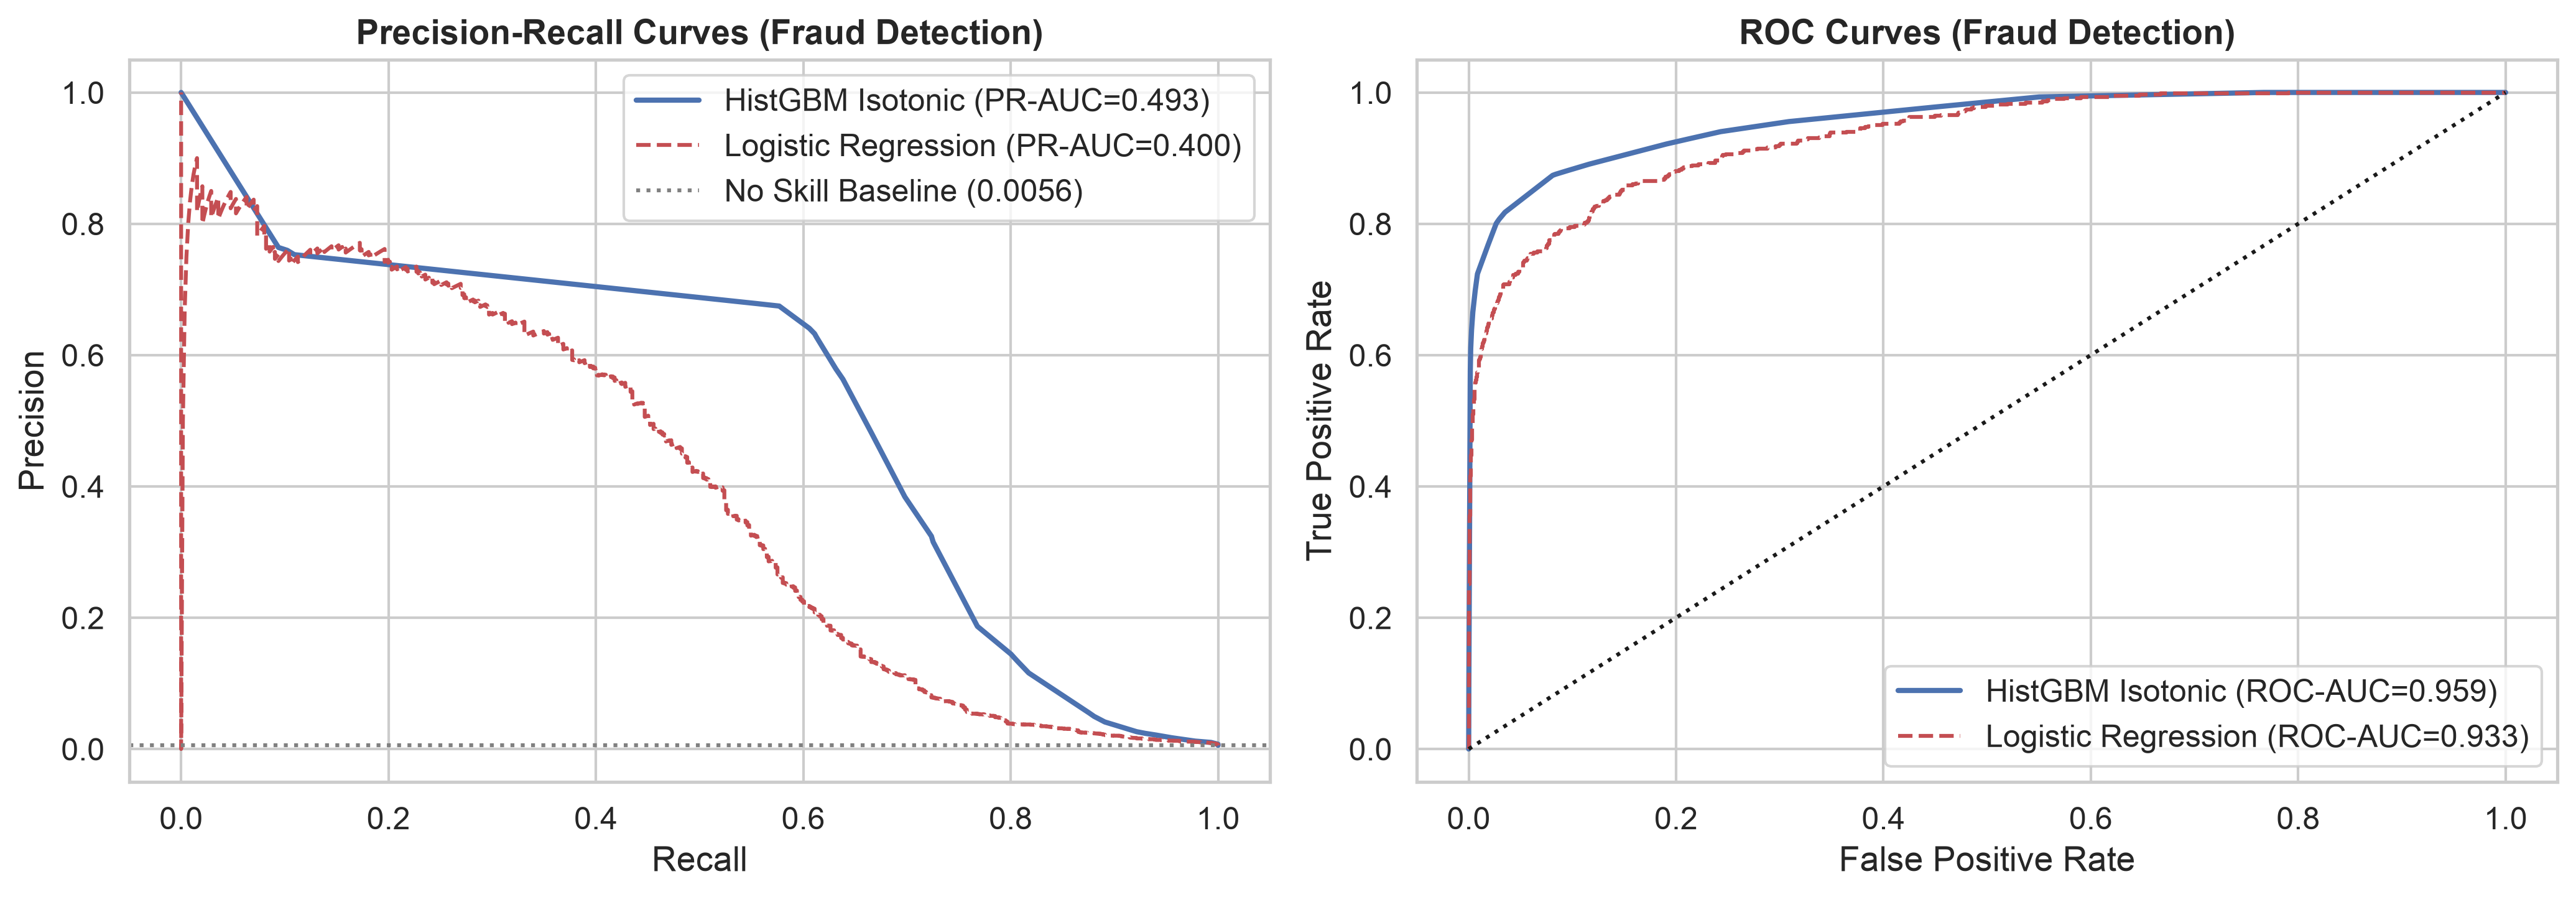 Precision-Recall Curves (Fraud Detection)
1.0
0.8
0.6
0.4
0.2
0.0
Precision
HistGBM Isotonic (PR-AUC=0.493)
Logistic Regression (PR-AUC=0.400)
No Skill Baseline (0.0056)
0.0 0.2 0.4 0.6 0.8 1.0
Recall
ROC Curves (Fraud Detection)
1.0
0.8
0.6
0.4
0.2
0.0
True Positive Rate
HistGBM Isotonic (ROC-AUC=0.959)
Logistic Regression (ROC-AUC=0.933)
0.0 0.2 0.4 0.6 0.8 1.0
False Positive Rate